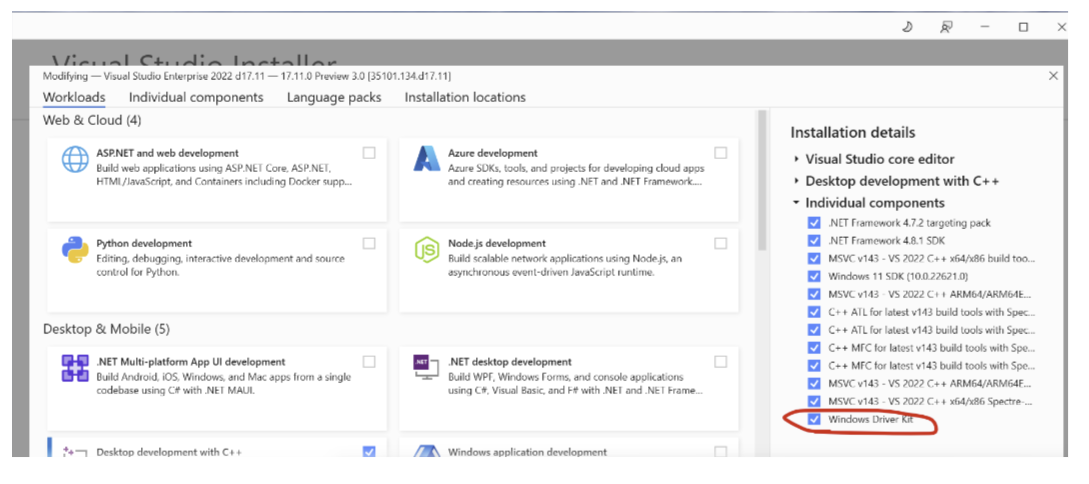 Visual Studio Installer
Modifying — Visual Studio Enterprise 2022 d17.11 — 17.11.0 Preview 3.0 [35101.134.d17.11]
Workloads Individual components Language packs Installation locations
Web & Cloud (4)
ASP.NET and web development
Build web applications using ASP.NET Core, ASP.NET,
HTML/JavaScript, and Containers including Docker supp...
Azure development
Azure SDKs, tools, and projects for developing cloud apps
and creating resources using .NET and .NET Framework....
Python development
Editing, debugging, interactive development and source
control for Python.
JS
Node.js development
Build scalable network applications using Node.js, an
asynchronous event-driven JavaScript runtime.
Desktop & Mobile (5)
.NET Multi-platform App UI development
Build Android, iOS, Windows, and Mac apps from a single
codebase using C# with .NET MAUI.
.NET
.NET desktop development
Build WPF, Windows Forms, and console applications
using C#, Visual Basic, and F# with .NET and .NET Frame...
Desktop development with C++
Windows application development
Installation details
Visual Studio core editor
Desktop development with C++
Individual components
.NET Framework 4.7.2 targeting pack
.NET Framework 4.8.1 SDK
MSVC v143 - VS 2022 C++ x64/x86 build too...
Windows 11 SDK (10.0.22621.0)
MSVC v143 - VS 2022 C++ ARM64/ARM64E...
C++ ATL for latest v143 build tools with Spec...
C++ ATL for latest v143 build tools with Spec...
C++ MFC for latest v143 build tools with Spe...
C++ MFC for latest v143 build tools with Spe...
MSVC v143 - VS 2022 C++ ARM64/ARM64E...
MSVC v143 - VS 2022 C++ x64/x86 Spectre-...
Windows Driver Kit